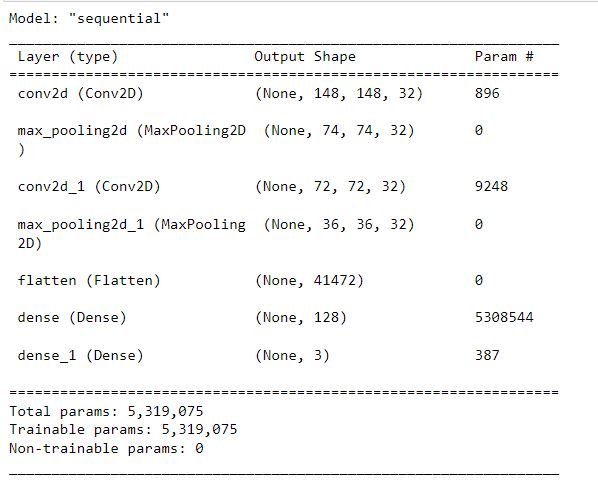 Model: "sequential"
Layer (type) Output Shape Param #
conv2d (Conv2D) (None, 148, 148, 32) 896
max_pooling2d (MaxPooling2D (None, 74, 74, 32) 0
)
conv2d_1 (Conv2D) (None, 72, 72, 32) 9248
max_pooling2d_1 (MaxPooling (None, 36, 36, 32) 0
2D)
flatten (Flatten) (None, 41472) 0
dense (Dense) (None, 128) 5308544
dense_1 (Dense) (None, 3) 387
Total params: 5,319,075
Trainable params: 5,319,075
Non-trainable params: 0